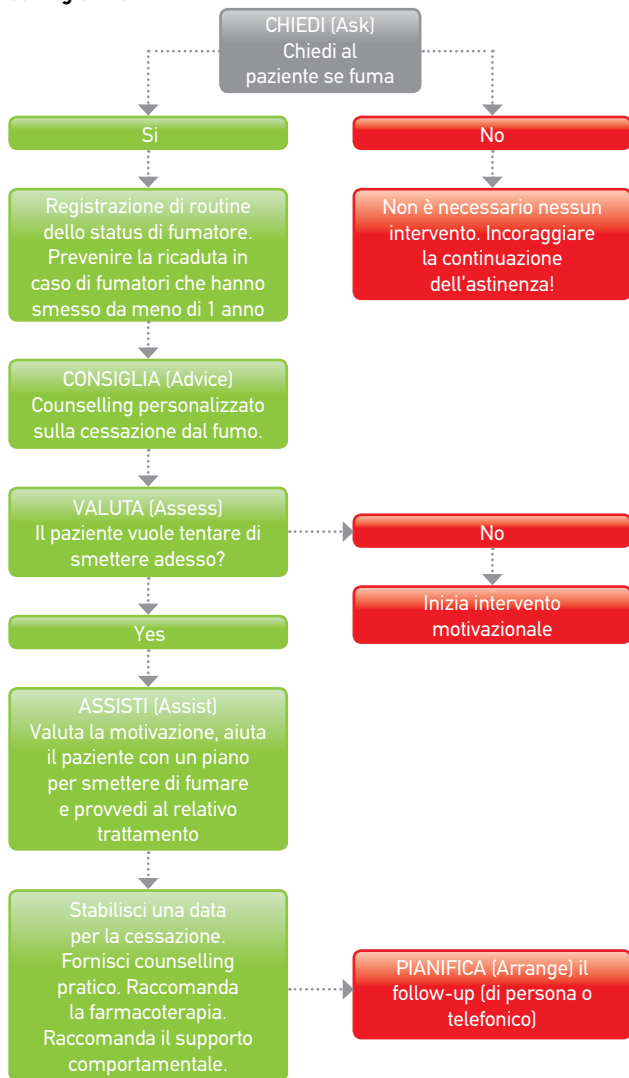 CHIEDI (Ask)
Chiedi al
paziente se fuma
Si
No
Registrazione di routine
dello status di fumatore.
Prevenire la ricaduta in
caso di fumatori che hanno
smesso da meno di 1 anno
Non è necessario nessun
intervento. Incoraggiare
la continuazione
dell'astinenza!
CONSIGLIA (Advice)
Counselling personalizzato
sulla cessazione dal fumo.
VALUTA (Assess)
Il paziente vuole tentare di
smettere adesso?
No
Inizia intervento
motivazionale
Yes
ASSISTI (Assist)
Valuta la motivazione, aiuta
il paziente con un piano
per smettere di fumare
e provvedi al relativo
trattamento
Stabilisci una data
per la cessazione.
Fornisci counselling
pratico. Raccomanda
la farmacoterapia.
Raccomanda il supporto
comportamentale.
PIANIFICA (Arrange) il
follow-up (di persona o
telefonico)